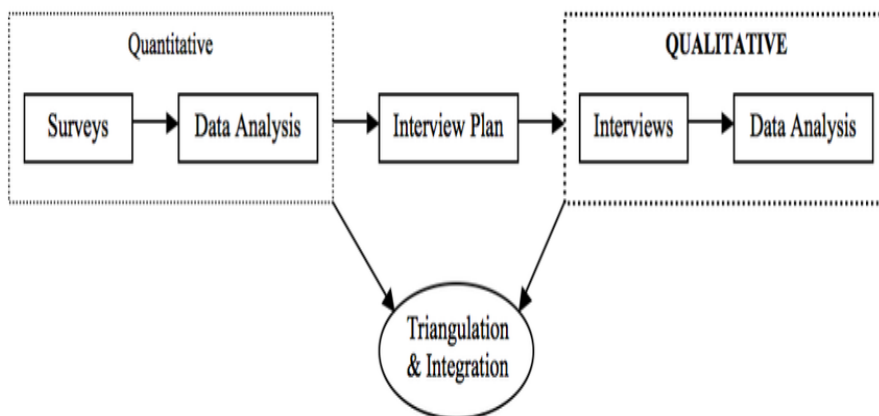 Quantitative
QUALITATIVE
Surveys
Data Analysis
Interview Plan
Interviews
Data Analysis
Triangulation
& Integration